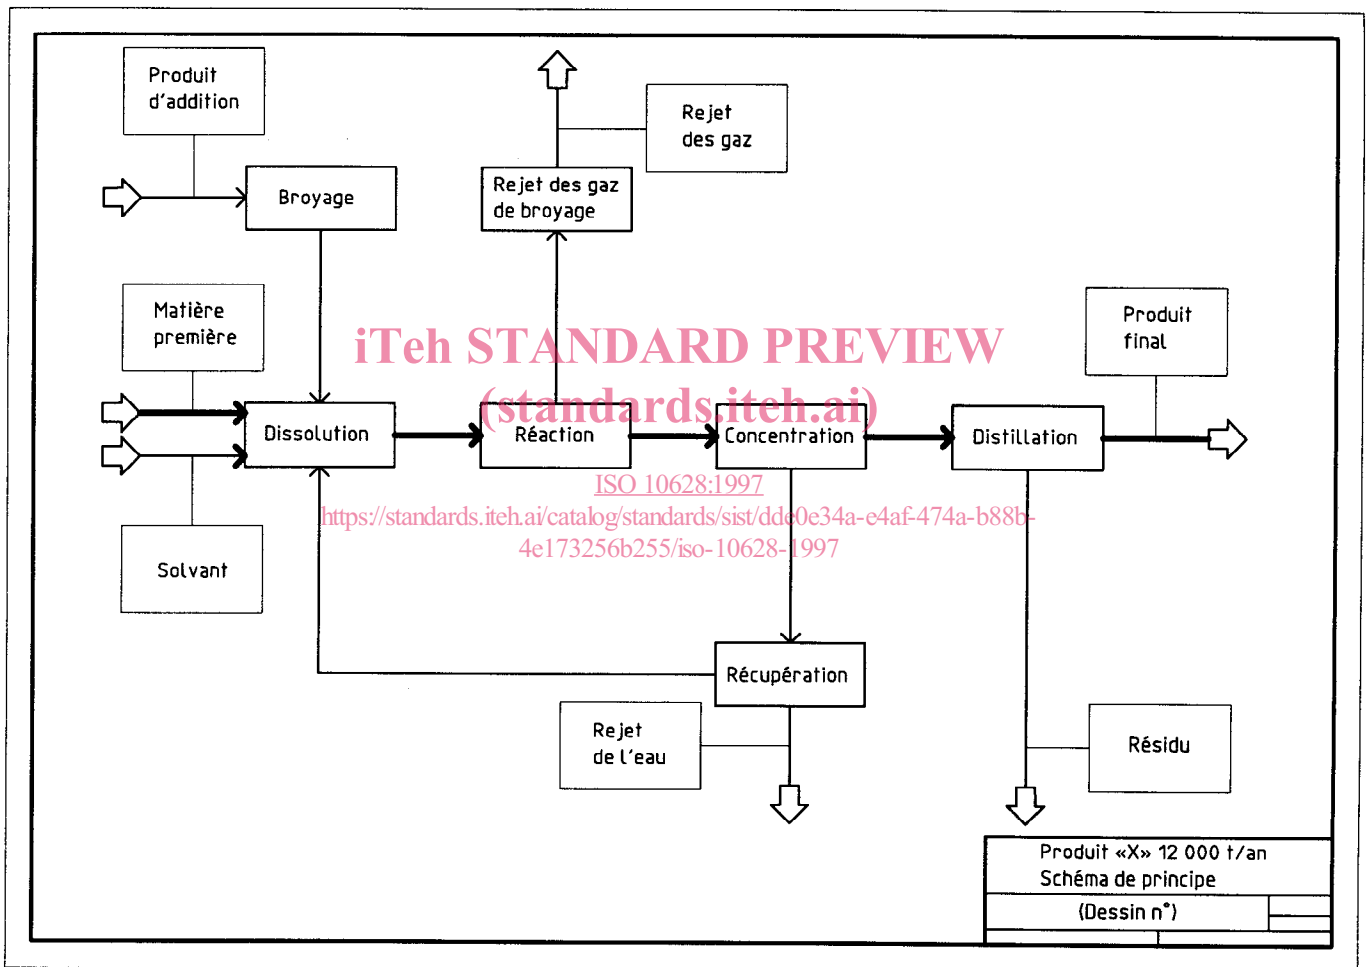 Produit
d'addition
Rejet
des gaz
Broyage
Rejet des gaz
de broyage
Matière
première
Produit
final
iTeh STANDARD PREVIEW
(standards.iteh.ai)
Dissolution
Réaction
Concentration
Distillation
ISO 10628:1997
https://standards.iteh.ai/catalog/standards/sist/ddc0e34a-e4af-474a-b88b-
4e173256b255/iso-10628-1997
Solvant
Récupération
Rejet
de l'eau
Résidu
Produit «X» 12 000 t/an
Schéma de principe
(Dessin n°)